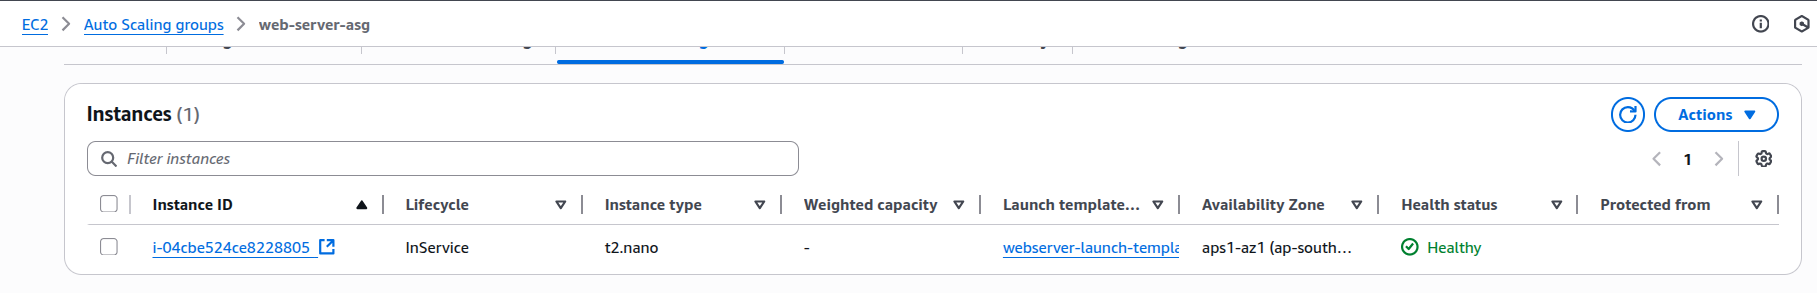 EC2 > Auto Scaling groups > web-server-asg
Instances (1)
Actions
Filter instances
1
Instance ID Lifecycle Instance type Weighted capacity Launch template... Availability Zone Health status Protected from
i-04cbe524ce8228805 InService t2.nano - webserver-launch-templa aps1-az1 (ap-south... Healthy